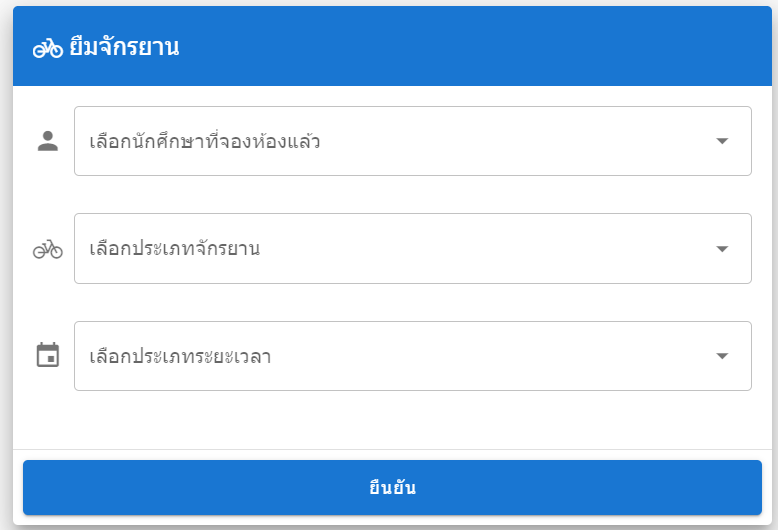 ยืมจักรยาน
เลือกนักศึกษาที่จองห้องแล้ว
เลือกประเภทจักรยาน
เลือกประเภทระยะเวลา
ยืนยัน